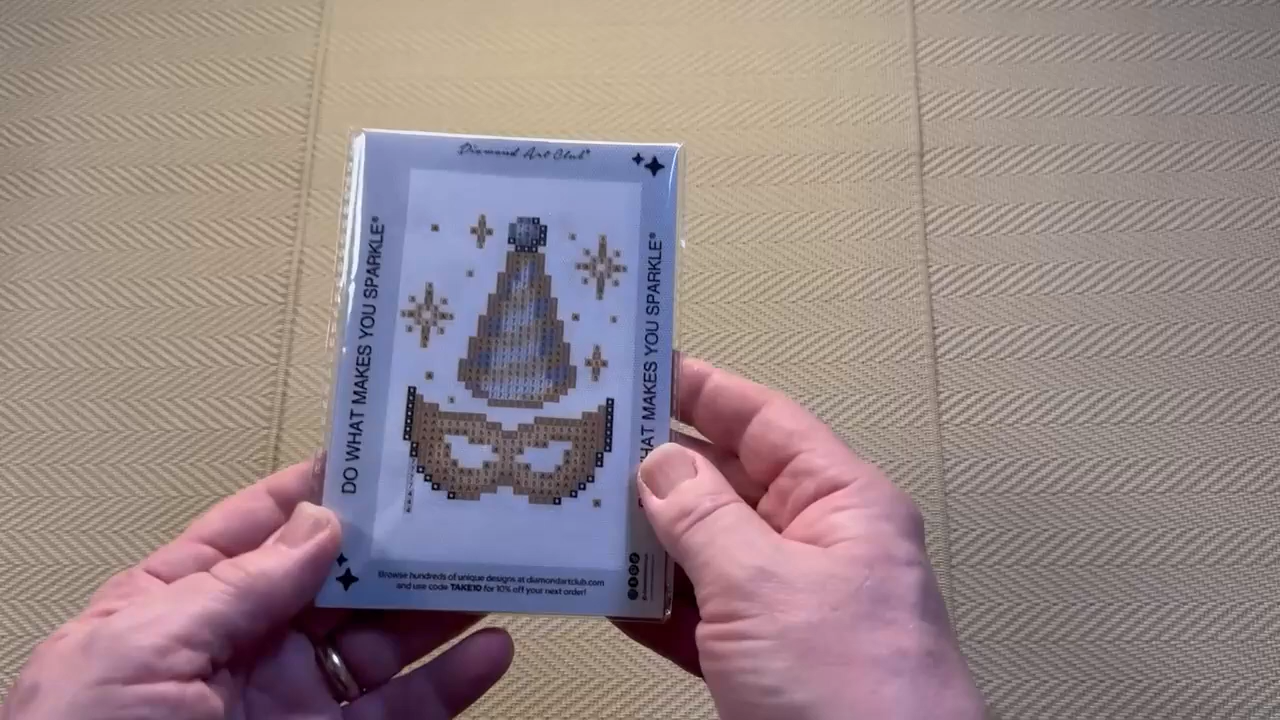 Diamond Art Club®
DO WHAT MAKES YOU SPARKLE®
HAT MAKES YOU SPARKLE®
Browse hundreds of unique designs at diamondartclub.com
and use code TAKE10 for 10% off your next order!